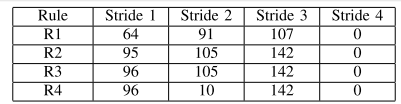 Rule Stride 1 Stride 2 Stride 3 Stride 4
R1 64 91 107 0
R2 95 105 142 0
R3 96 105 142 0
R4 96 10 142 0